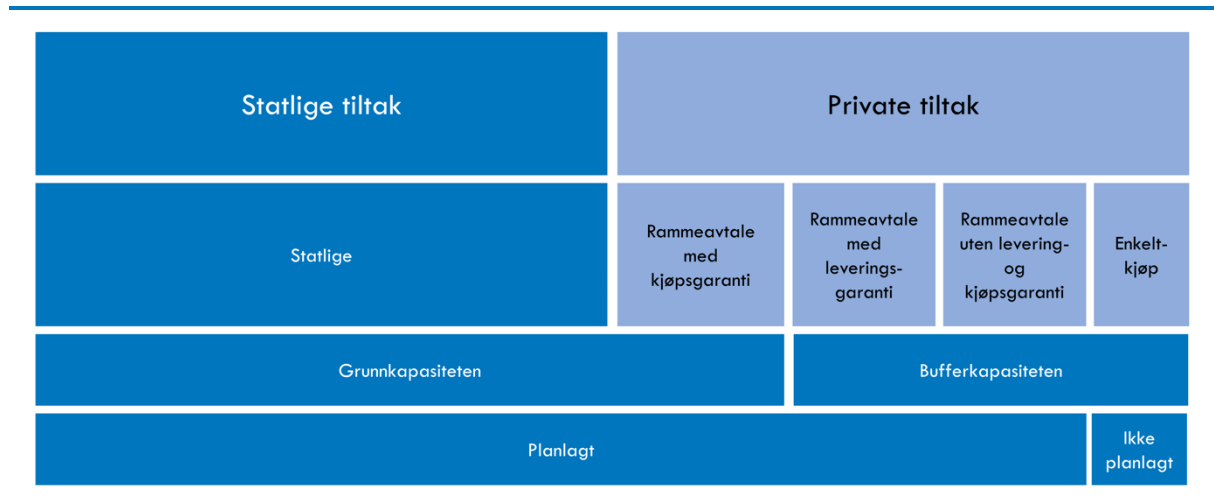 Statlige tiltak
Private tiltak
Statlige
Rammeavtale
med
kjøpsgaranti
Rammeavtale
med
leverings-
garanti
Rammeavtale
uten levering-
og
kjøpsgaranti
Enkelt-
kjøp
Grunnkapasiteten
Bufferkapasiteten
Planlagt
Ikke
planlagt